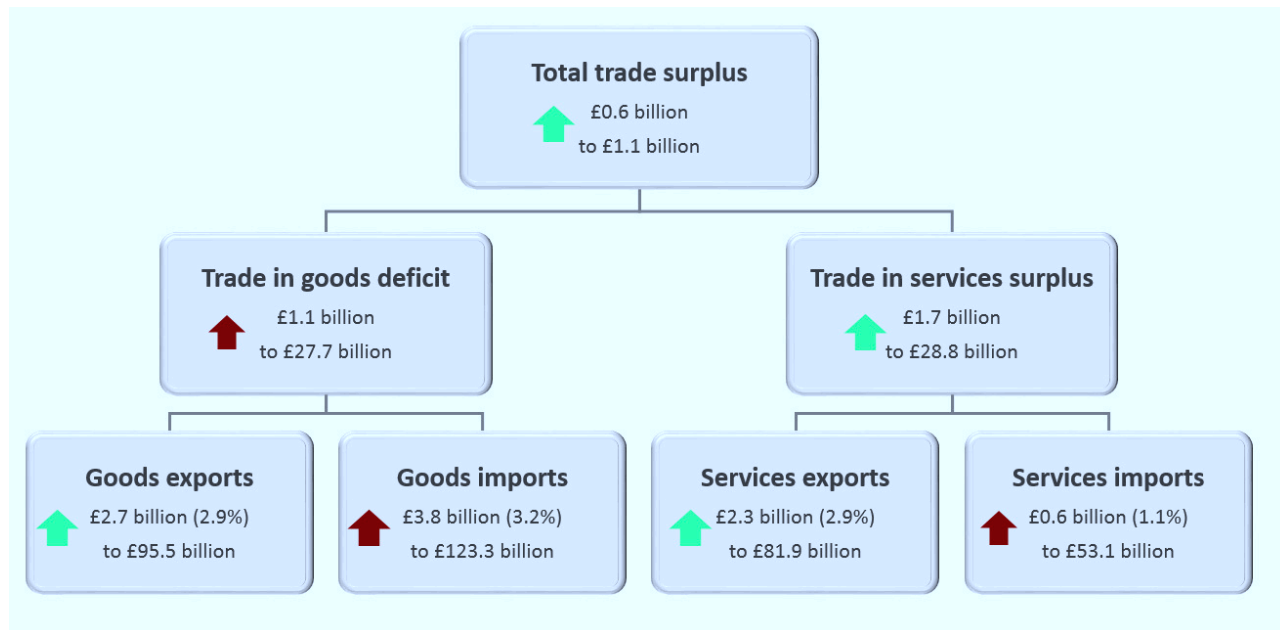 Total trade surplus
£0.6 billion
to £1.1 billion
Trade in goods deficit
£1.1 billion
to £27.7 billion
Trade in services surplus
£1.7 billion
to £28.8 billion
Goods exports
£2.7 billion (2.9%)
to £95.5 billion
Goods imports
£3.8 billion (3.2%)
to £123.3 billion
Services exports
£2.3 billion (2.9%)
to £81.9 billion
Services imports
£0.6 billion (1.1%)
to £53.1 billion